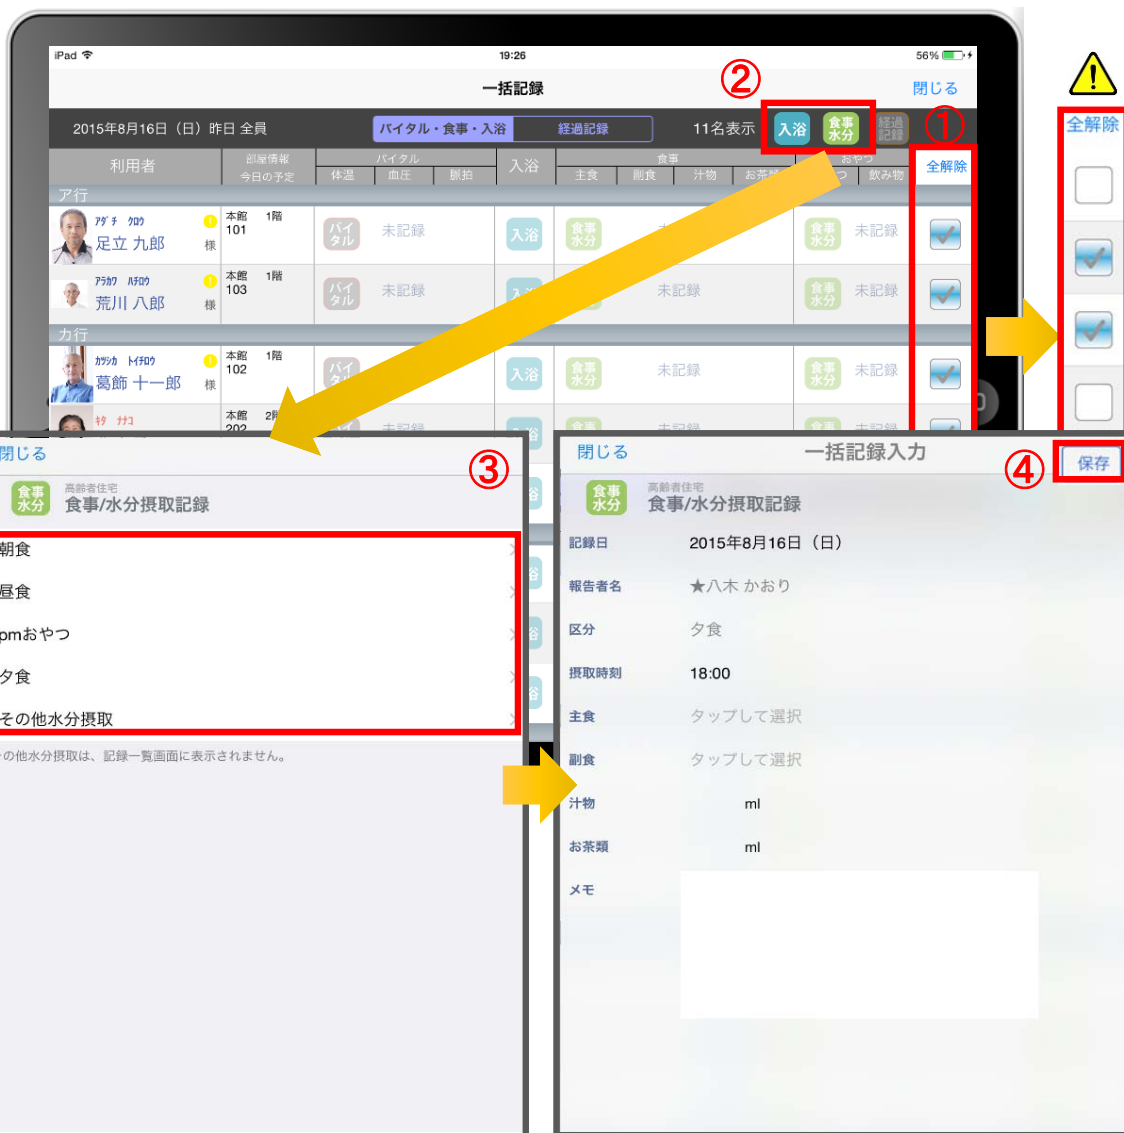 iPad 19:26 56%
一括記録
②
閉じる
2015年8月16日（日）昨日 全員
バイタル・食事・入浴 経過記録
11名表示
入浴
食事
水分
経過
記録
①
利用者
部屋情報
今日の予定
バイタル
体温 血圧 脈拍
入浴
食事
主食 副食 汁物
飲み物
全解除
ア行
ｱﾀﾞﾁ ｸﾛｳ
足立 九郎 様
本館 1階
101
バイ
タル
未記録
入浴
食事
水分
食事
水分
未記録
ｱﾗｶﾜ ﾊﾁﾛｳ
荒川 八郎 様
本館 1階
103
バイ
タル
未記録
食事
水分
未記録
食事
水分
未記録
カ行
ｶﾂｼｶ ﾄｲﾁﾛｳ
葛飾 十一郎 様
本館 1階
102
入浴
食事
水分
未記録
食事
水分
未記録
ｷﾀ ﾅﾅｺ
本館
全解除
閉じる
③
食事
水分
高齢者住宅
食事/水分摂取記録
朝食
昼食
pmおやつ
夕食
その他水分摂取
その他水分摂取は、記録一覧画面に表示されません。
閉じる
一括記録入力
④
保存
食事
水分
高齢者住宅
食事/水分摂取記録
記録日 2015年8月16日（日）
報告者名 ★八木 かおり
区分 夕食
摂取時刻 18:00
主食 タップして選択
副食 タップして選択
汁物 ml
お茶類 ml
メモ